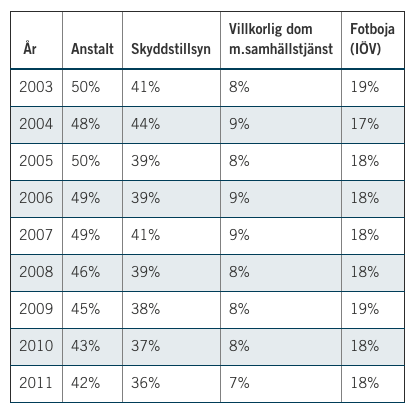 År Anstalt Skyddstillsyn Villkorlig dom m.samhällstjänst Fotboja (IÖV)
2003 50% 41% 8% 19%
2004 48% 44% 9% 17%
2005 50% 39% 8% 18%
2006 49% 39% 9% 18%
2007 49% 41% 9% 18%
2008 46% 39% 8% 18%
2009 45% 38% 8% 19%
2010 43% 37% 8% 18%
2011 42% 36% 7% 18%